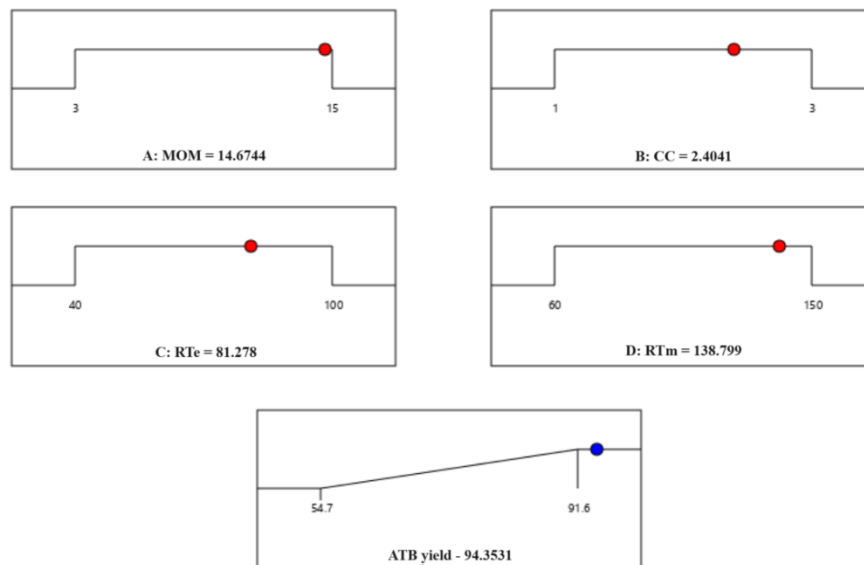 3 15
A: MOM = 14.6744
1 3
B: CC = 2.4041
40 100
C: RTe = 81.278
60 150
D: RTm = 138.799
54.7 91.6
ATB yield - 94.3531